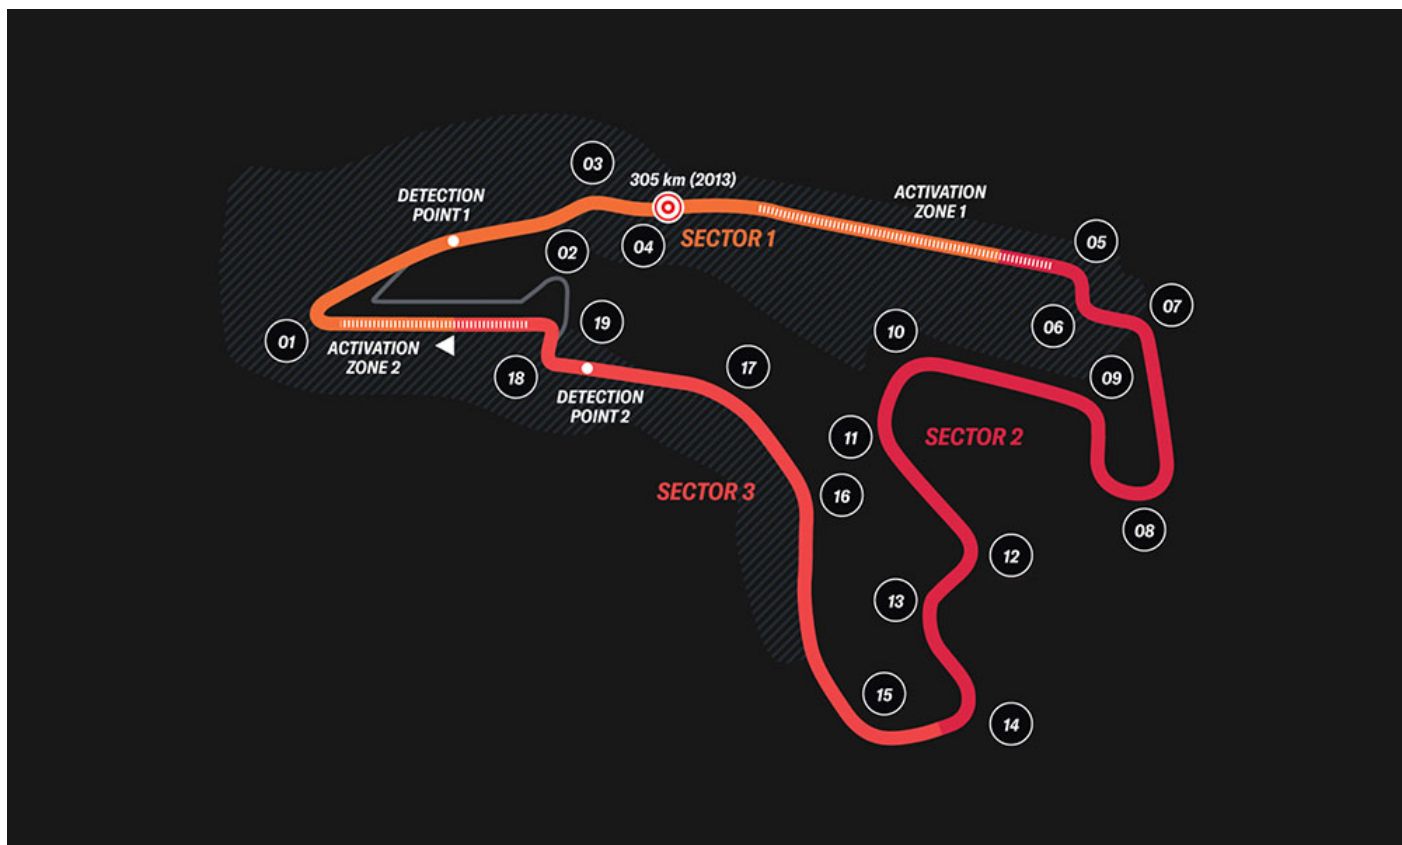 03
305 km (2013)
DETECTION
POINT 1
ACTIVATION
ZONE 1
02
04
SECTOR 1
05
01
ACTIVATION
ZONE 2
19
18
DETECTION
POINT 2
17
10
06
07
09
11
SECTOR 2
SECTOR 3
16
08
12
13
15
14